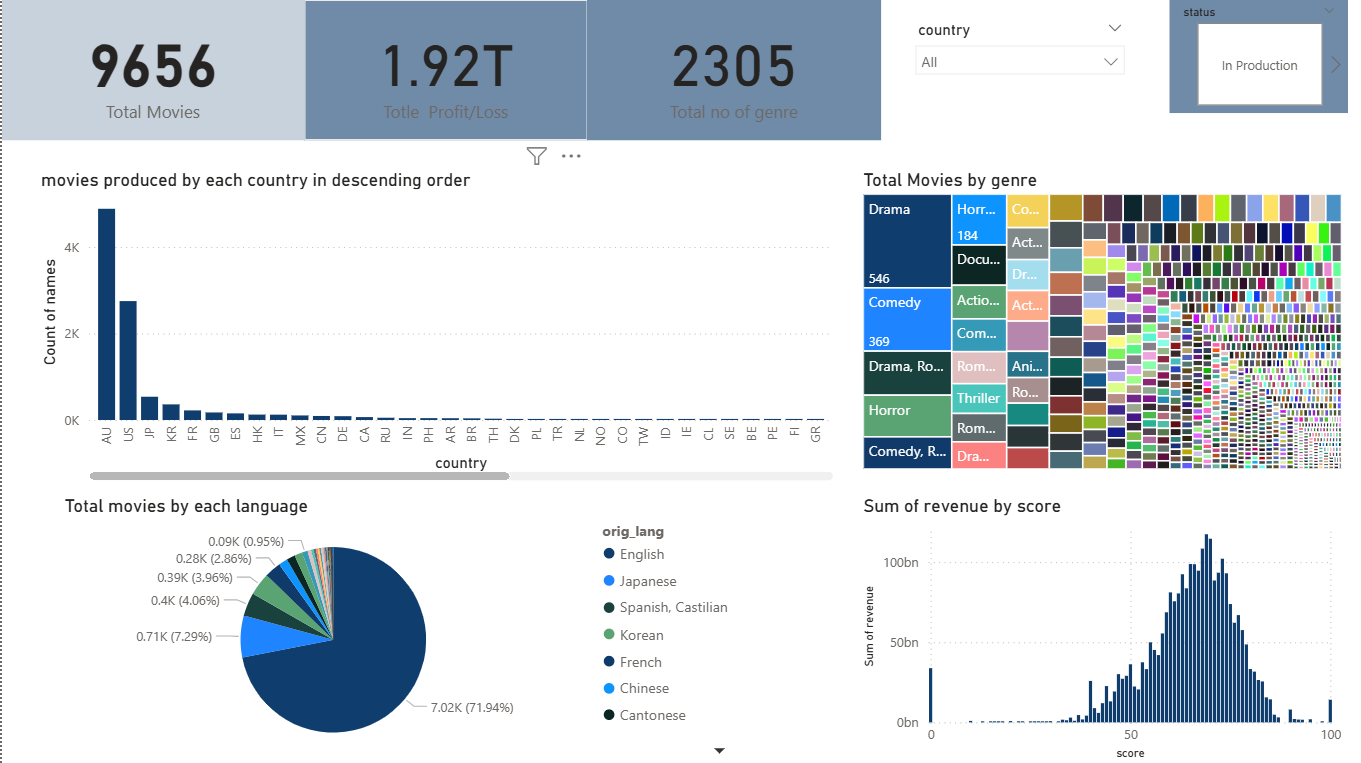 9656
Total Movies
1.92T
Totle Profit/Loss
2305
Total no of genre
country
All
status
In Production
movies produced by each country in descending order
Count of names
4K
2K
0K
AU US JP KR FR GB ES HK IT MX CN DE CA RU IN PH AR BR TH DK PL TR NL NO CO TW ID IE CL SE BE PE FI GR
country
Total Movies by genre
Drama
546
Comedy
369
Drama, Ro...
Horror
Comedy, R...
Horr...
184
Docu...
Actio...
Com...
Rom...
Thriller
Rom...
Dra...
Co...
Act...
Dr...
Act...
Ani...
Ro...
Total movies by each language
0.09K (0.95%)
0.28K (2.86%)
0.39K (3.96%)
0.4K (4.06%)
0.71K (7.29%)
7.02K (71.94%)
orig_lang
English
Japanese
Spanish, Castilian
Korean
French
Chinese
Cantonese
Sum of revenue by score
Sum of revenue
100bn
50bn
0bn
0 50 100
score